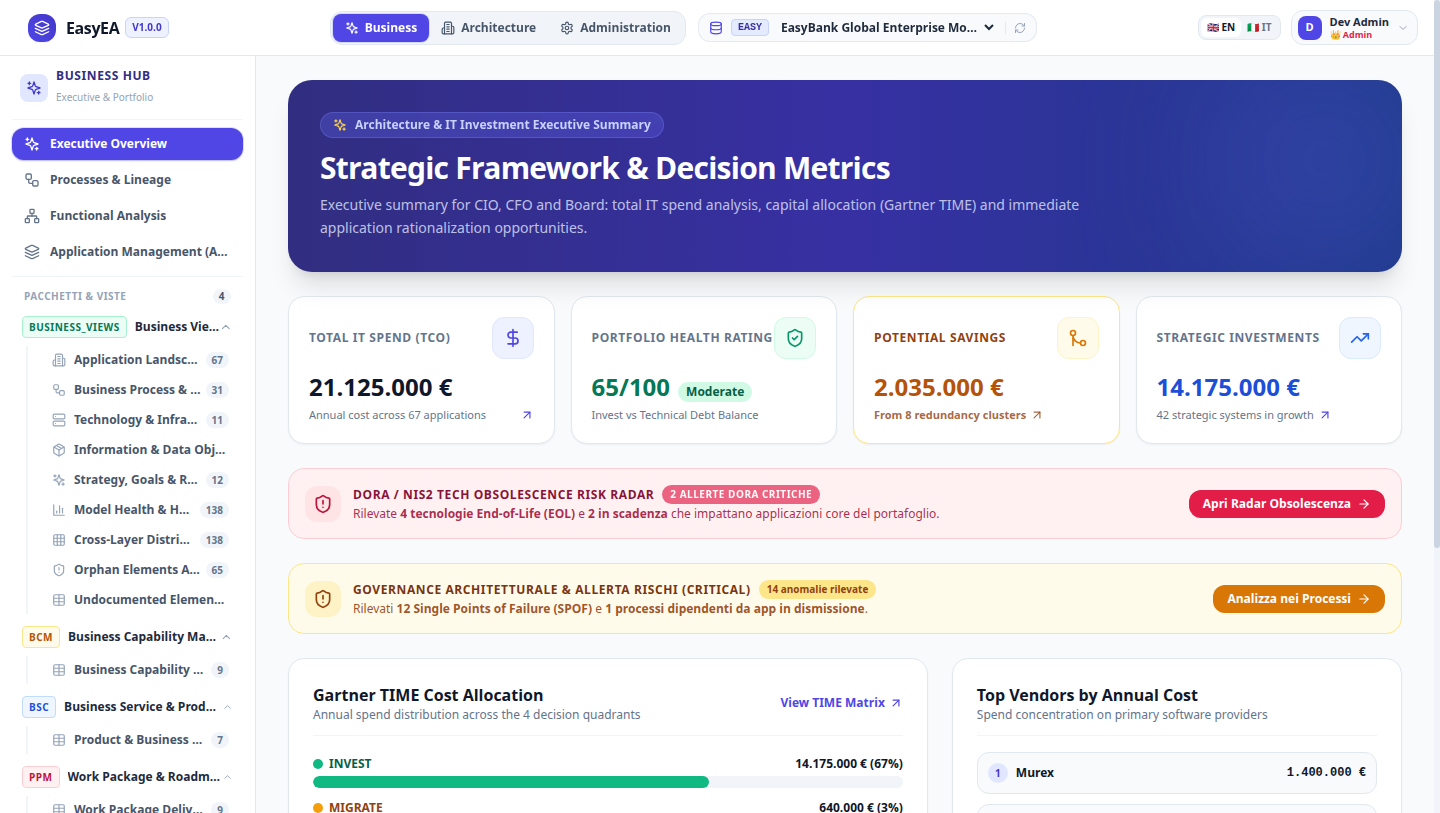 EasyEA V1.0.0
Business
Architecture
Administration
EASY
EasyBank Global Enterprise Mo...
🇬🇧 EN
🇮🇹 IT
D
Dev Admin
👑 Admin
BUSINESS HUB
Executive & Portfolio
Executive Overview
Processes & Lineage
Functional Analysis
Application Management (A...
PACCHETTI & VISTE 4
BUSINESS_VIEWS Business Vie...
Application Landsc... 67
Business Process & ... 31
Technology & Infra... 11
Information & Data Obj...
Strategy, Goals & R... 12
Model Health & H... 138
Cross-Layer Distri... 138
Orphan Elements A... 65
Undocumented Elemen...
BCM Business Capability Ma...
Business Capability ... 9
BSC Business Service & Prod...
Product & Business ... 7
PPM Work Package & Roadm...
Work Package Deliv... 9
Architecture & IT Investment Executive Summary
Strategic Framework & Decision Metrics
Executive summary for CIO, CFO and Board: total IT spend analysis, capital allocation (Gartner TIME) and immediate
application rationalization opportunities.
TOTAL IT SPEND (TCO)
21.125.000 €
Annual cost across 67 applications
PORTFOLIO HEALTH RATING
65/100 Moderate
Invest vs Technical Debt Balance
POTENTIAL SAVINGS
2.035.000 €
From 8 redundancy clusters
STRATEGIC INVESTMENTS
14.175.000 €
42 strategic systems in growth
DORA / NIS2 TECH OBSOLESCENCE RISK RADAR 2 ALLERTE DORA CRITICHE
Rilevate 4 tecnologie End-of-Life (EOL) e 2 in scadenza che impattano applicazioni core del portafoglio.
Apri Radar Obsolescenza
GOVERNANCE ARCHITETTURALE & ALLERTA RISCHI (CRITICAL) 14 anomalie rilevate
Rilevati 12 Single Points of Failure (SPOF) e 1 processi dipendenti da app in dismissione.
Analizza nei Processi
Gartner TIME Cost Allocation
Annual spend distribution across the 4 decision quadrants
View TIME Matrix
INVEST 14.175.000 € (67%)
MIGRATE 640.000 € (3%)
Top Vendors by Annual Cost
Spend concentration on primary software providers
1 Murex 1.400.000 €